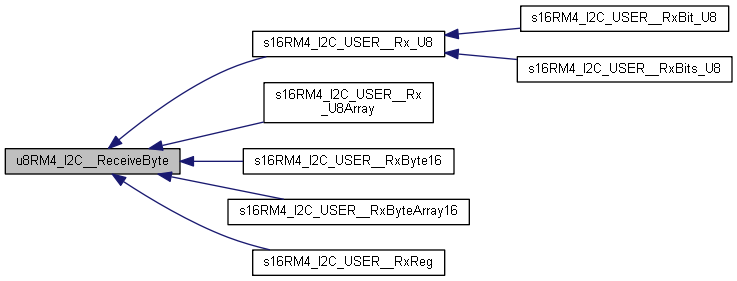 u8RM4_I2C__ReceiveByte
s16RM4_I2C_USER__Rx_U8
s16RM4_I2C_USER__RxBit_U8
s16RM4_I2C_USER__RxBits_U8
s16RM4_I2C_USER__Rx
_U8Array
s16RM4_I2C_USER__RxByte16
s16RM4_I2C_USER__RxByteArray16
s16RM4_I2C_USER__RxReg